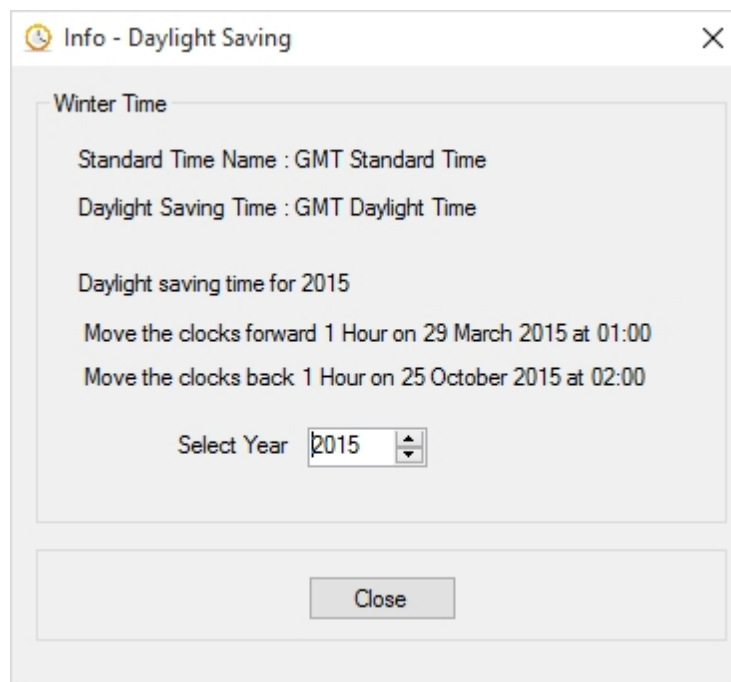 Info - Daylight Saving
Winter Time
Standard Time Name : GMT Standard Time
Daylight Saving Time : GMT Daylight Time
Daylight saving time for 2015
Move the clocks forward 1 Hour on 29 March 2015 at 01:00
Move the clocks back 1 Hour on 25 October 2015 at 02:00
Select Year 2015
Close